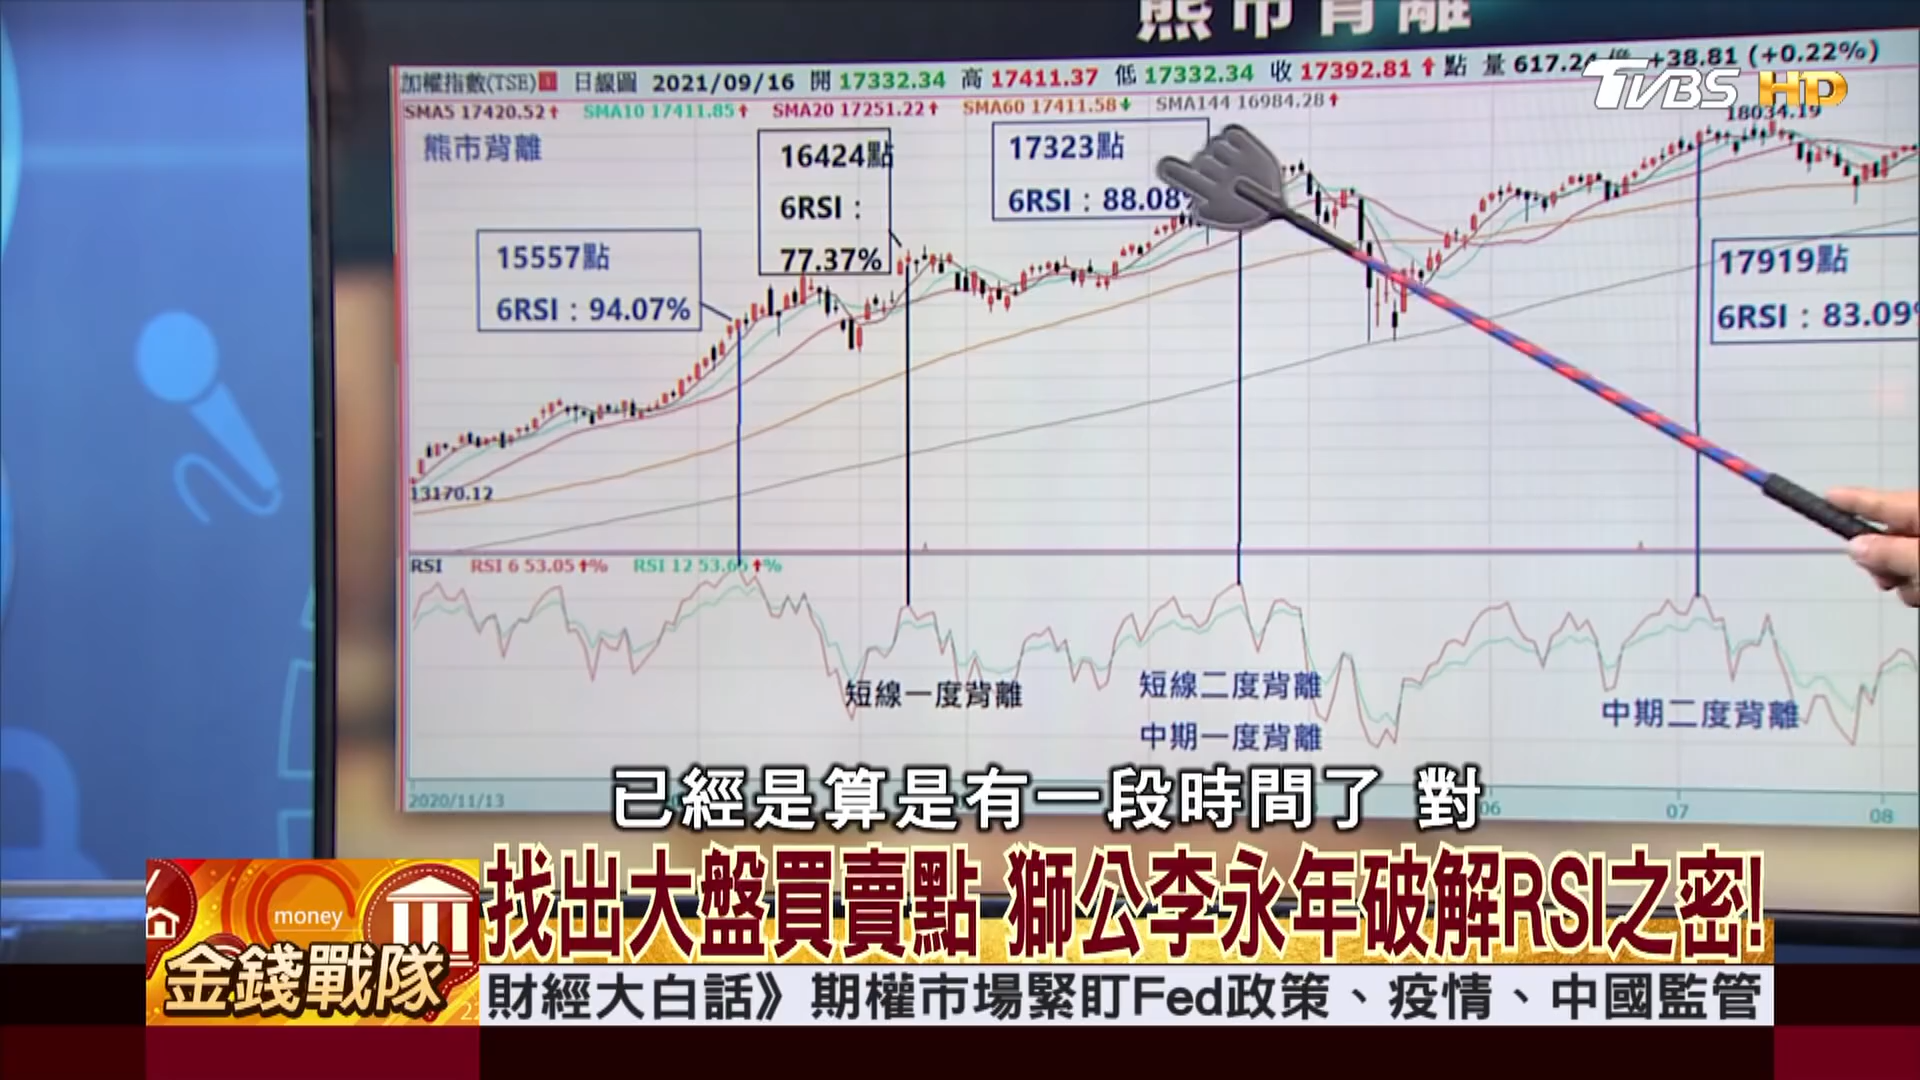 熊市背離
TVBS HD
加權指數(TSE) 日線圖 2021/09/16 開 17332.34 高 17411.37 低 17332.34 收 17392.81↑點 量 617.24 +38.81 (+0.22%)
SMA5 17420.52↑ SMA10 17411.85↑ SMA20 17251.22↑ SMA60 17411.58↓ SMA144 16984.28↑
18034.19
熊市背離
15557點
6RSI：94.07%
16424點
6RSI：
77.37%
17323點
6RSI：88.08%
17919點
6RSI：83.09%
13170.12
RSI RSI 6 53.05↑% RSI 12 53.6 ↑%
短線一度背離
短線二度背離
中期一度背離
中期二度背離
2020/11/13 06 07 08
已經是算是有一段時間了 對
money
金錢戰隊
找出大盤買賣點 獅公李永年破解RSI之密!
財經大白話》期權市場緊盯Fed政策、疫情、中國監管